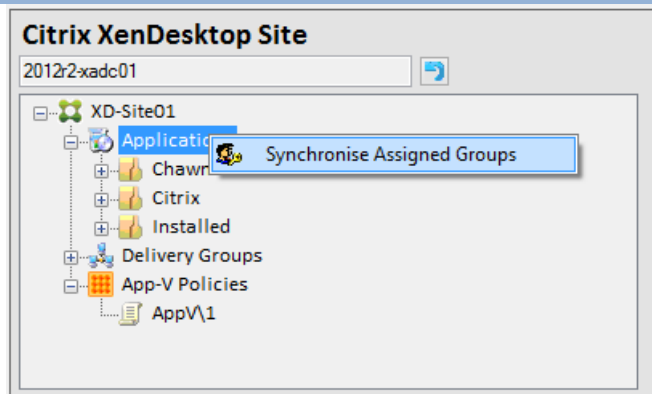 Citrix XenDesktop Site
2012r2-xadc01
XD-Site01
Synchronise Assigned Groups
Citrix
Installed
Delivery Groups
App-V Policies
AppV\1